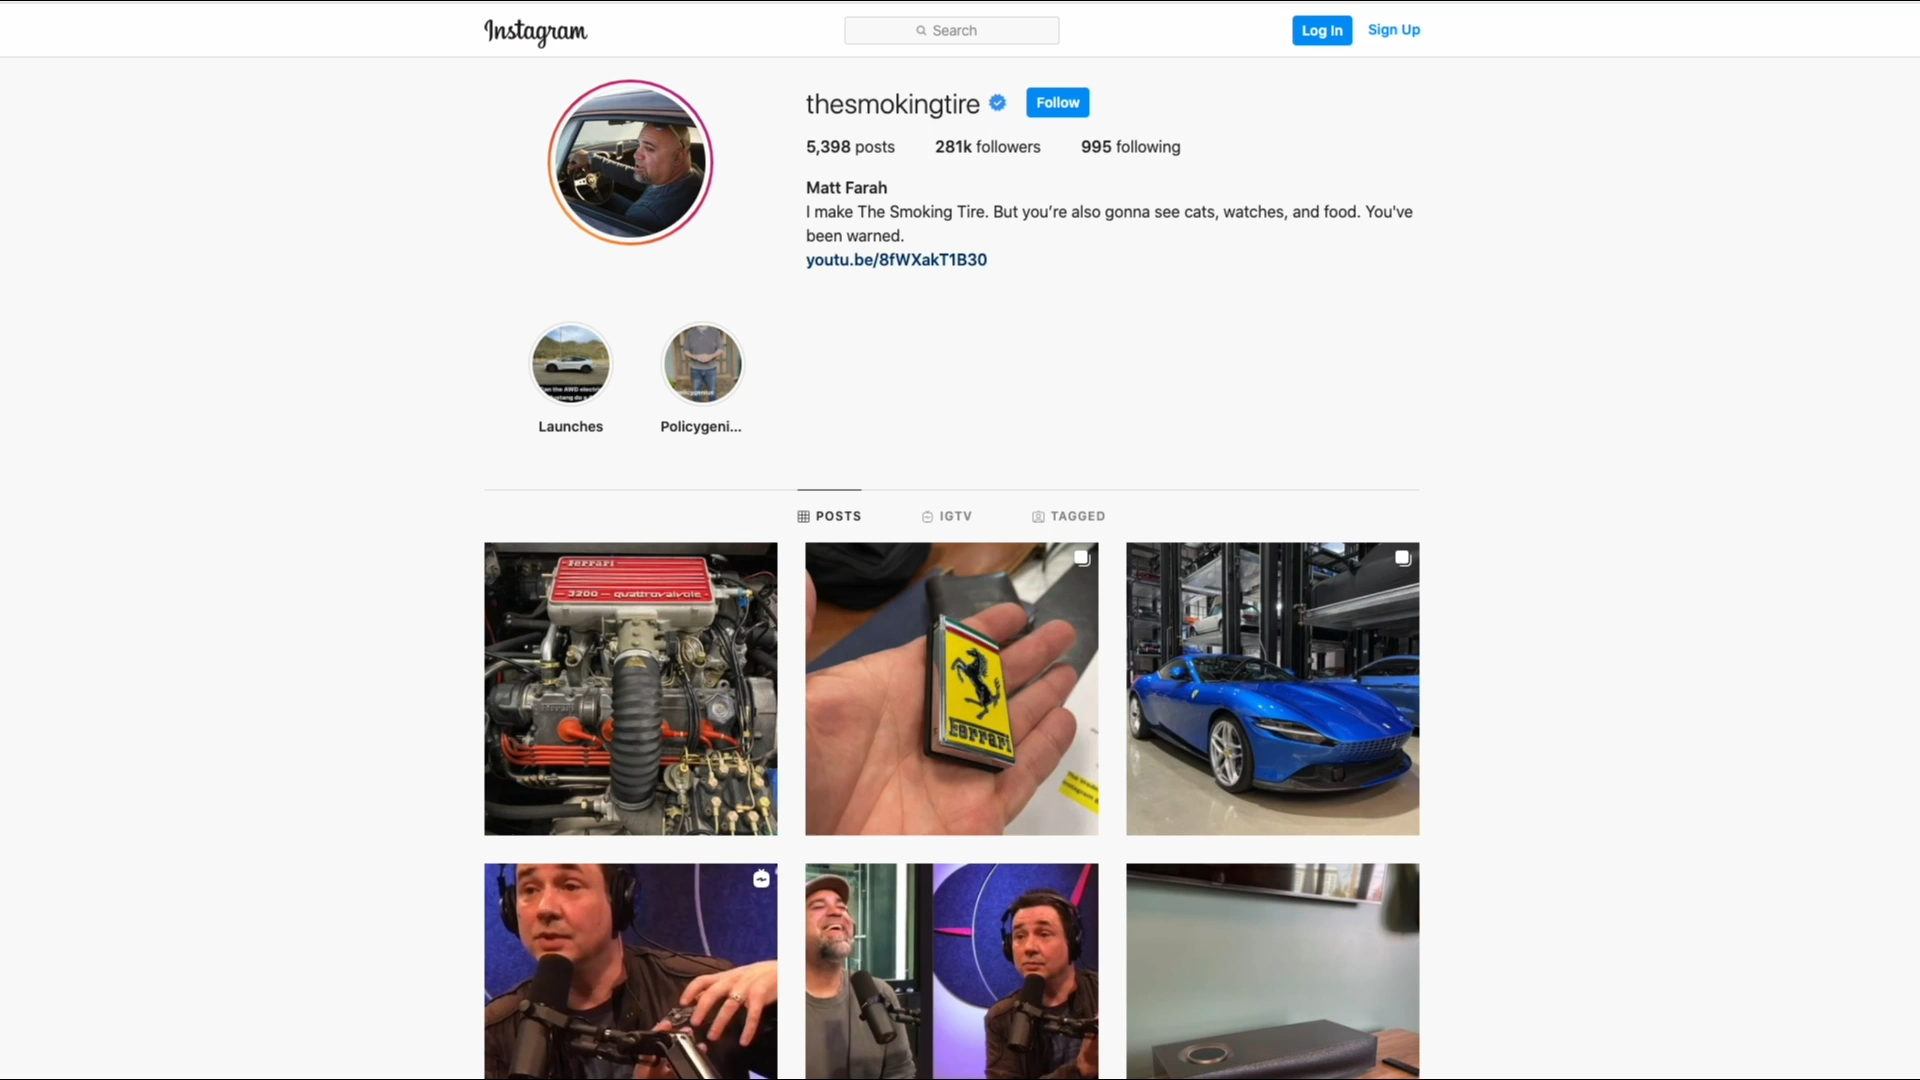 Instagram
Search
Log In
Sign Up
thesmokingtire
Follow
5,398 posts
281k followers
995 following
Matt Farah
I make The Smoking Tire. But you’re also gonna see cats, watches, and food. You've
been warned.
youtu.be/8fWXakT1B30
Launches
Policygeni...
POSTS
IGTV
TAGGED
ferrari
3200 — quattrovalvole
ferrari